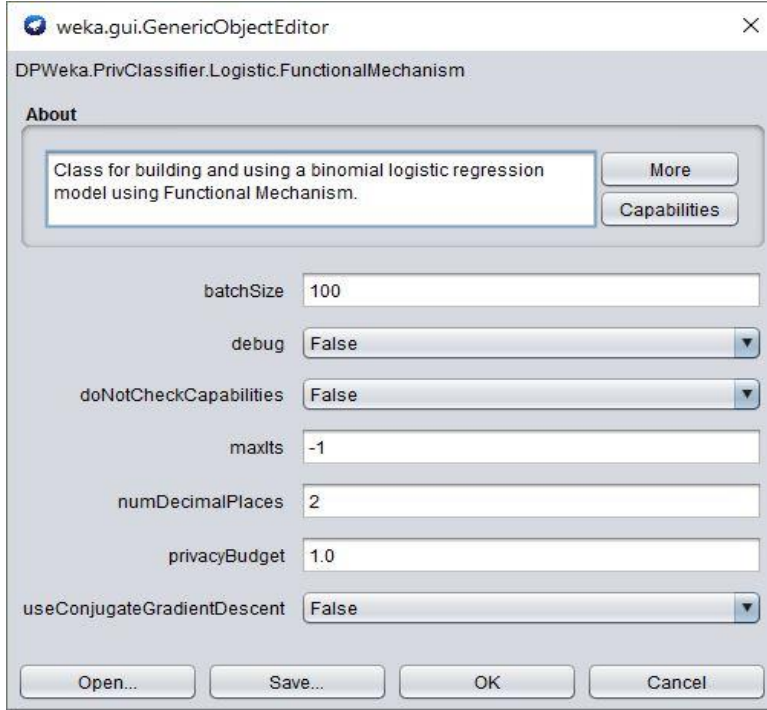 weka.gui.GenericObjectEditor
DPWeka.PrivClassifier.Logistic.FunctionalMechanism
About
Class for building and using a binomial logistic regression
model using Functional Mechanism.
More
Capabilities
batchSize 100
debug False
doNotCheckCapabilities False
maxIts -1
numDecimalPlaces 2
privacyBudget 1.0
useConjugateGradientDescent False
Open... Save... OK Cancel